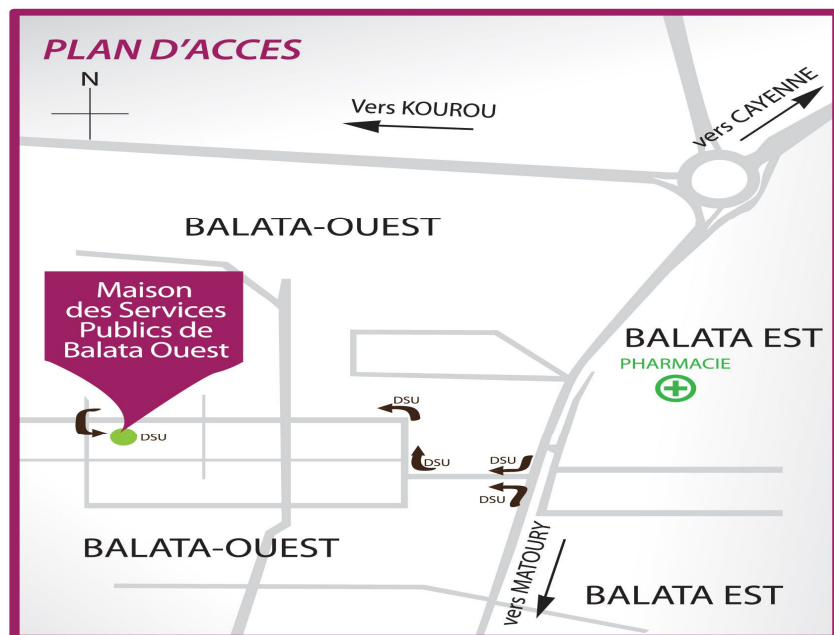 PLAN D'ACCES
N
Vers KOUROU
vers CAYENNE
BALATA-OUEST
Maison
des Services
Publics de
Balata Ouest
BALATA EST
PHARMACIE
DSU
DSU
DSU
DSU
DSU
BALATA-OUEST
vers MATOURY
BALATA EST